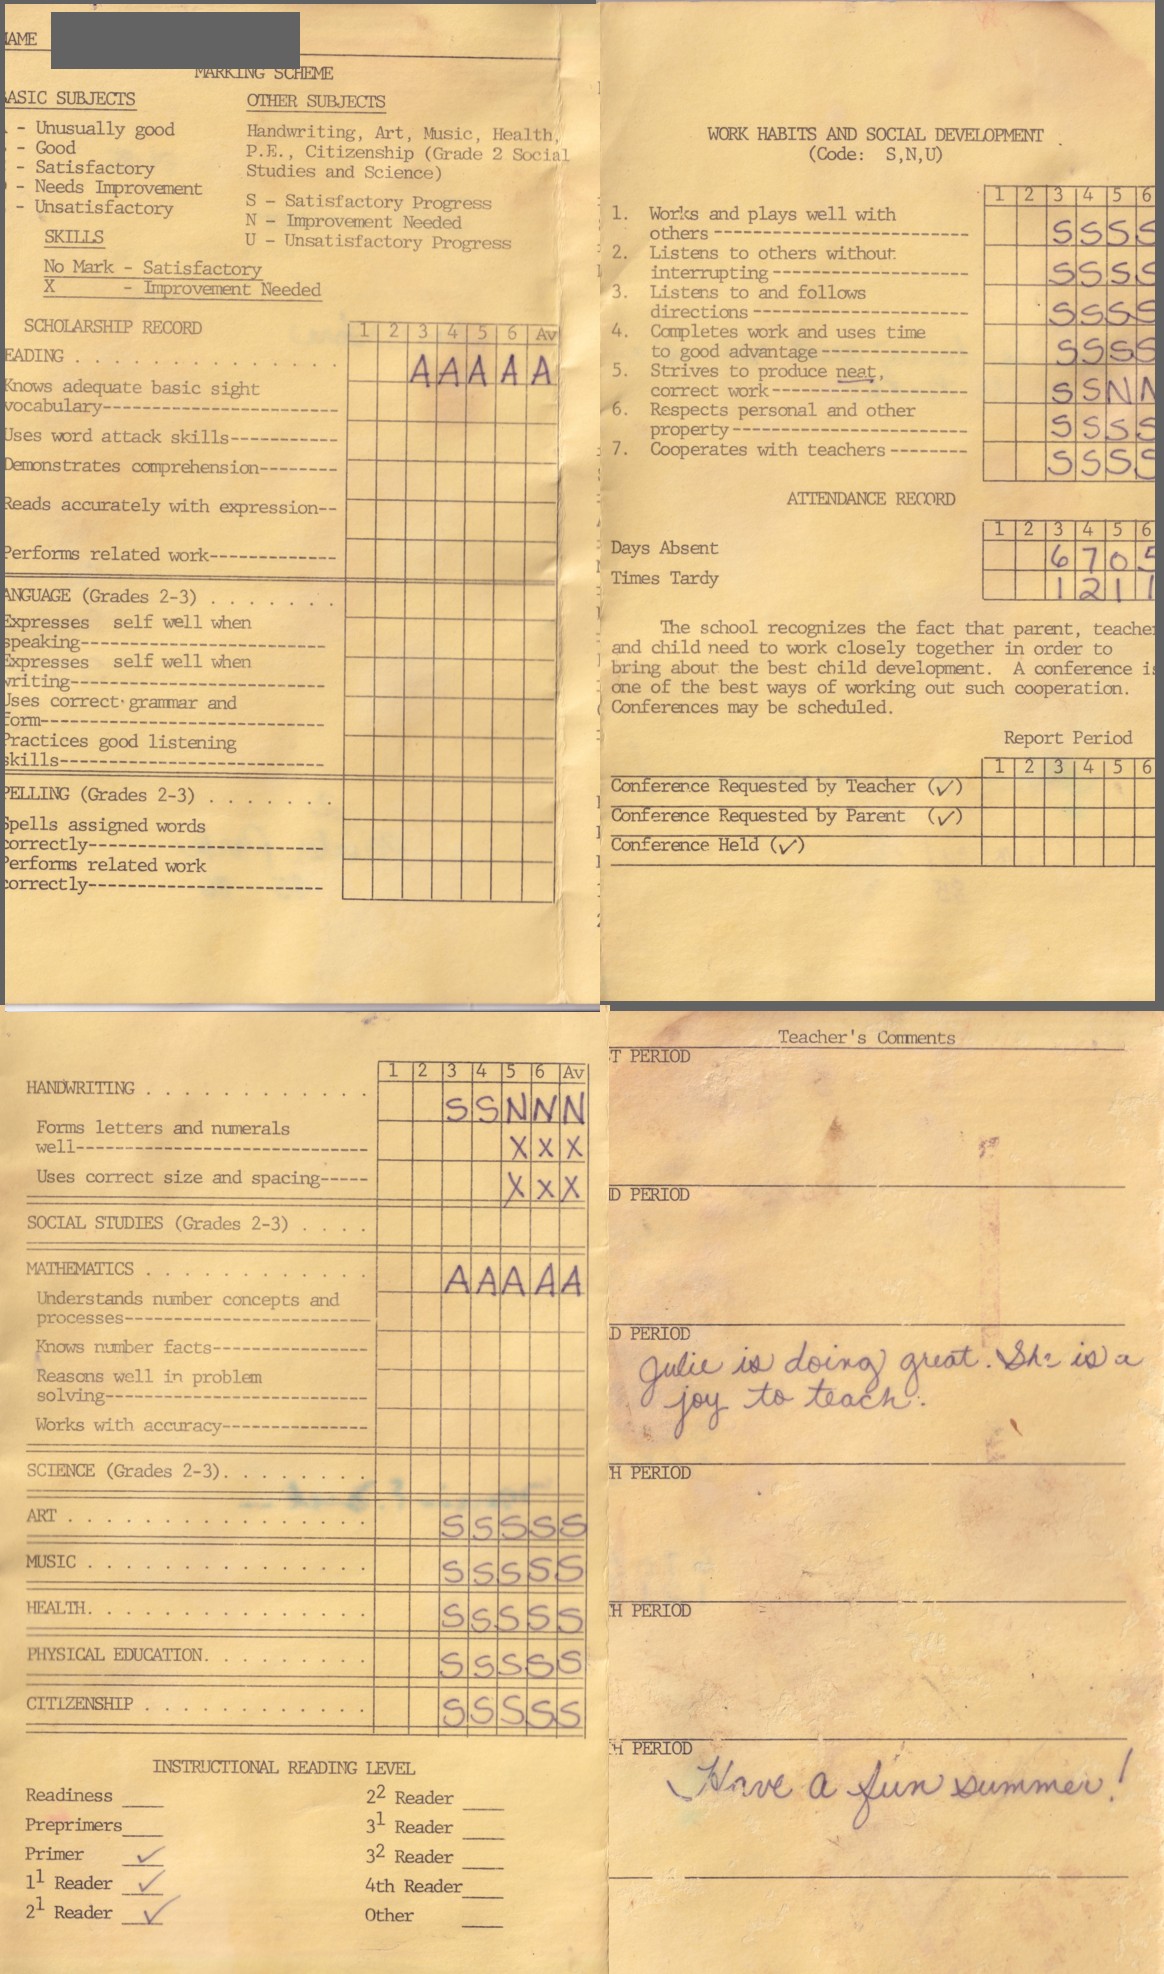 NAME
MARKING SCHEME
BASIC SUBJECTS
- Unusually good
- Good
- Satisfactory
- Needs Improvement
- Unsatisfactory
OTHER SUBJECTS
Handwriting, Art, Music, Health,
P.E., Citizenship (Grade 2 Social
Studies and Science)
S - Satisfactory Progress
N - Improvement Needed
U - Unsatisfactory Progress
SKILLS
No Mark - Satisfactory
X - Improvement Needed
SCHOLARSHIP RECORD 1 2 3 4 5 6 Av
EADING . . . . . . . . . . A A A A A
Knows adequate basic sight
vocabulary
Uses word attack skills
Demonstrates comprehension
Reads accurately with expression
Performs related work
ANGUAGE (Grades 2-3) . . . . . . .
Expresses self well when
speaking
Expresses self well when
writing
Uses correct grammar and
form
Practices good listening
skills
PELLING (Grades 2-3) . . . . . . .
Spells assigned words
correctly
Performs related work
correctly
WORK HABITS AND SOCIAL DEVELOPMENT
(Code: S,N,U)
1 2 3 4 5 6
1. Works and plays well with
others S S S S
2. Listens to others without
interrupting S S S S
3. Listens to and follows
directions S S S S
4. Completes work and uses time
to good advantage S S S S
5. Strives to produce neat,
correct work S S N N
6. Respects personal and other
property S S S S
7. Cooperates with teachers S S S S
ATTENDANCE RECORD
1 2 3 4 5 6
Days Absent 6 7 0 5
Times Tardy 1 2 1 1
The school recognizes the fact that parent, teacher
and child need to work closely together in order to
bring about the best child development. A conference is
one of the best ways of working out such cooperation.
Conferences may be scheduled.
Report Period
1 2 3 4 5 6
Conference Requested by Teacher (✓)
Conference Requested by Parent (✓)
Conference Held (✓)
1 2 3 4 5 6 Av
HANDWRITING . . . . . . . . . . . . S S N N N
Forms letters and numerals
well X X X
Uses correct size and spacing X X X
SOCIAL STUDIES (Grades 2-3) . . . .
MATHEMATICS . . . . . . . . . . . . A A A A A
Understands number concepts and
processes
Knows number facts
Reasons well in problem
solving
Works with accuracy
SCIENCE (Grades 2-3). . . . . . . .
ART . . . . . . . . . . . . . . . . S S S S S
MUSIC . . . . . . . . . . . . . . . S S S S S
HEALTH. . . . . . . . . . . . . . . S S S S S
PHYSICAL EDUCATION. . . . . . . . . S S S S S
CITIZENSHIP . . . . . . . . . . . . S S S S S
INSTRUCTIONAL READING LEVEL
Readiness ____
Preprimers____
Primer ✓
1¹ Reader ✓
2¹ Reader ✓
2² Reader ____
3¹ Reader ____
3² Reader ____
4th Reader____
Other ____
Teacher's Comments
T PERIOD
D PERIOD
D PERIOD
Julie is doing great. She is a
joy to teach.
H PERIOD
H PERIOD
H PERIOD
Have a fun summer!